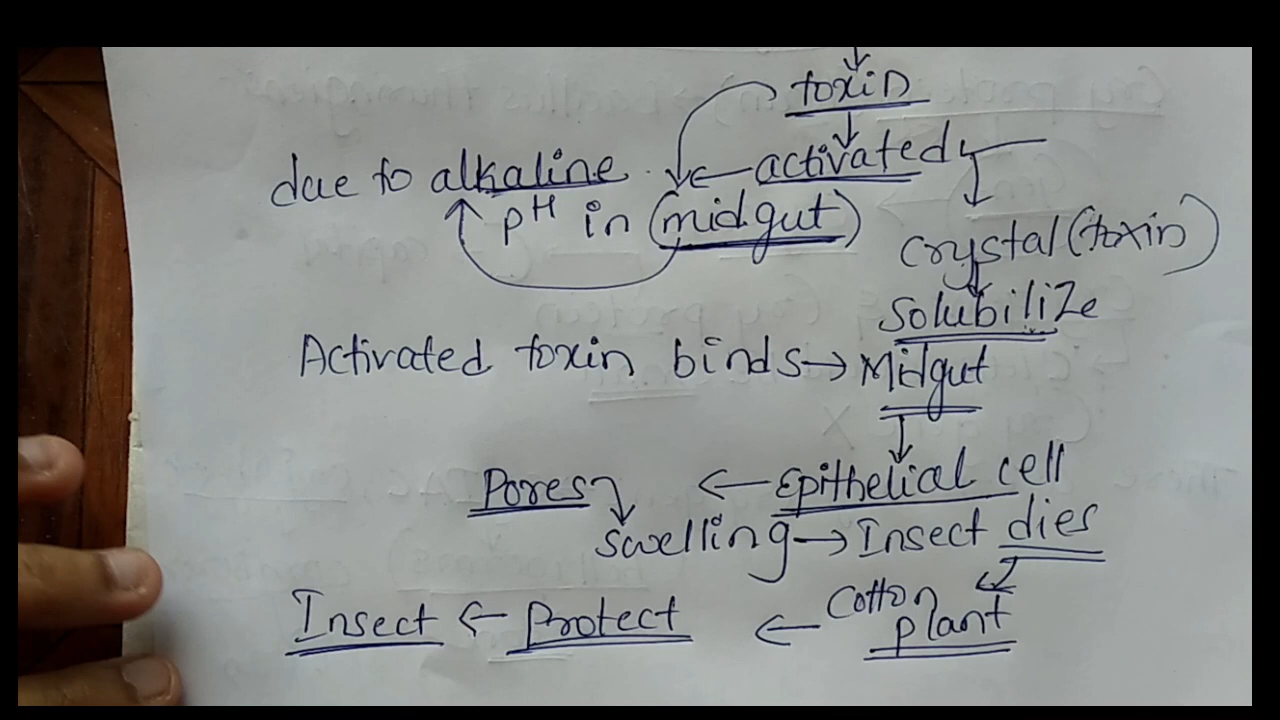 ↓
toxin
↓
due to alkaline ← activated
pH in (midgut)
↓
Crystal (toxin)
↓
Solubilize
Activated toxin binds → Midgut
↓
Pores ← Epithelial cell
Swelling → Insect dies
Cotton
Insect ← Protect ← plant